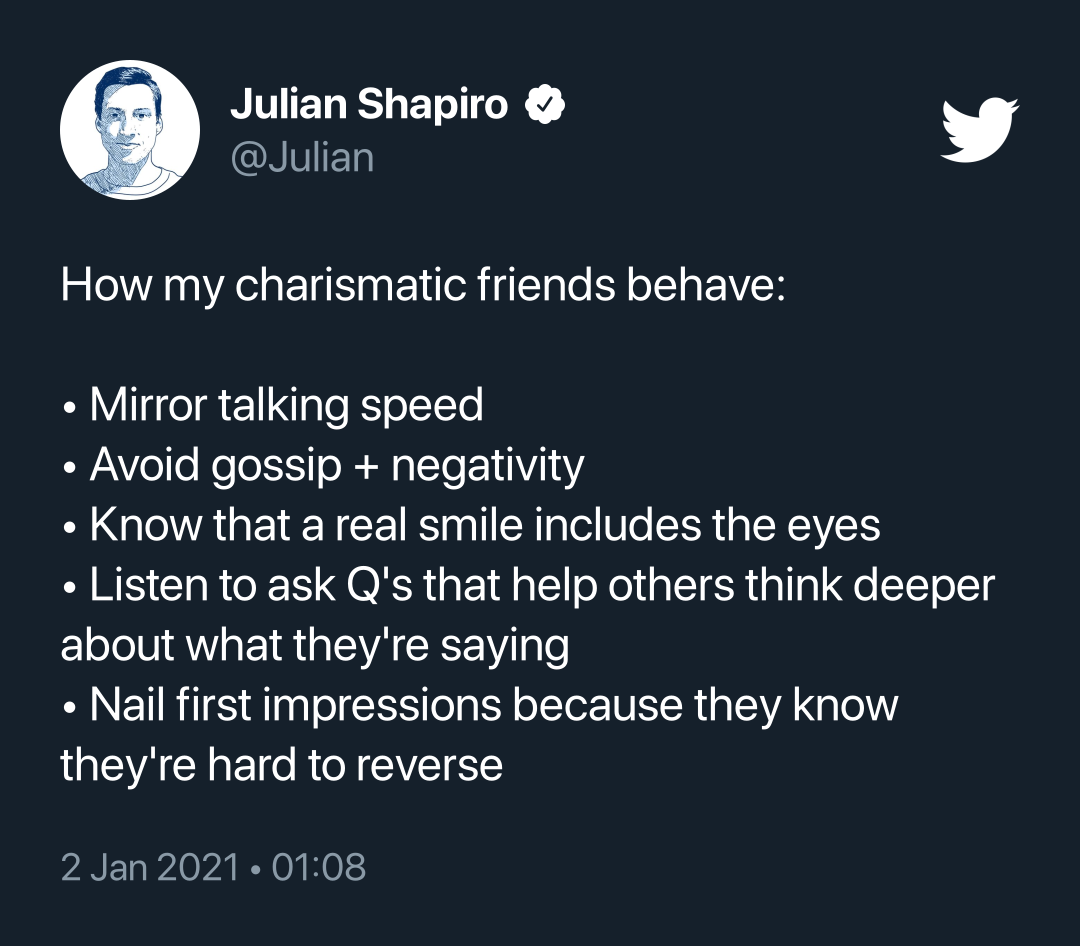 Julian Shapiro
@Julian
How my charismatic friends behave:
• Mirror talking speed
• Avoid gossip + negativity
• Know that a real smile includes the eyes
• Listen to ask Q's that help others think deeper
about what they're saying
• Nail first impressions because they know
they're hard to reverse
2 Jan 2021 • 01:08